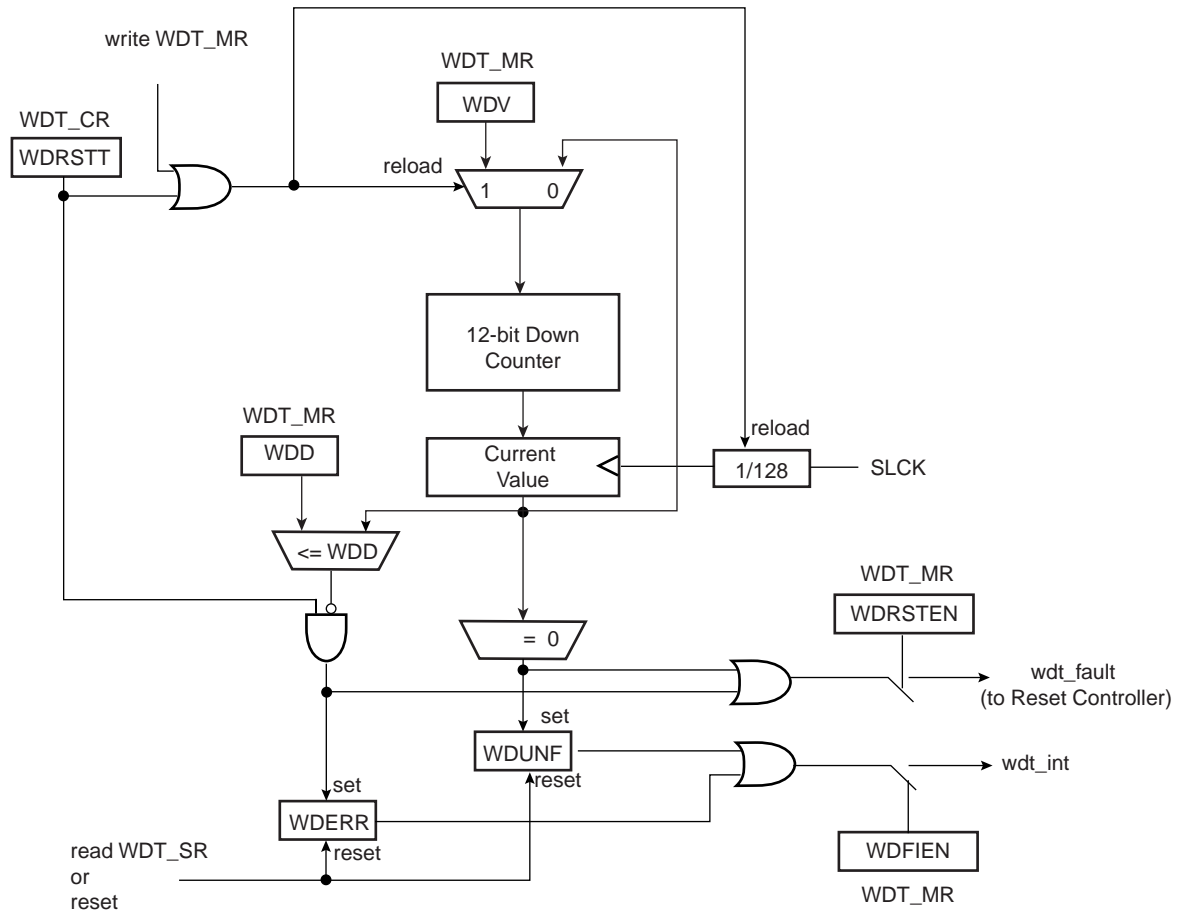 write WDT_MR
WDT_MR
WDV
WDT_CR
WDRSTT
reload
1 0
12-bit Down
Counter
WDT_MR
WDD
Current
Value
reload
1/128
SLCK
<= WDD
= 0
WDT_MR
WDRSTEN
wdt_fault
(to Reset Controller)
set
WDUNF
reset
wdt_int
set
WDERR
reset
WDFIEN
WDT_MR
read WDT_SR
or
reset